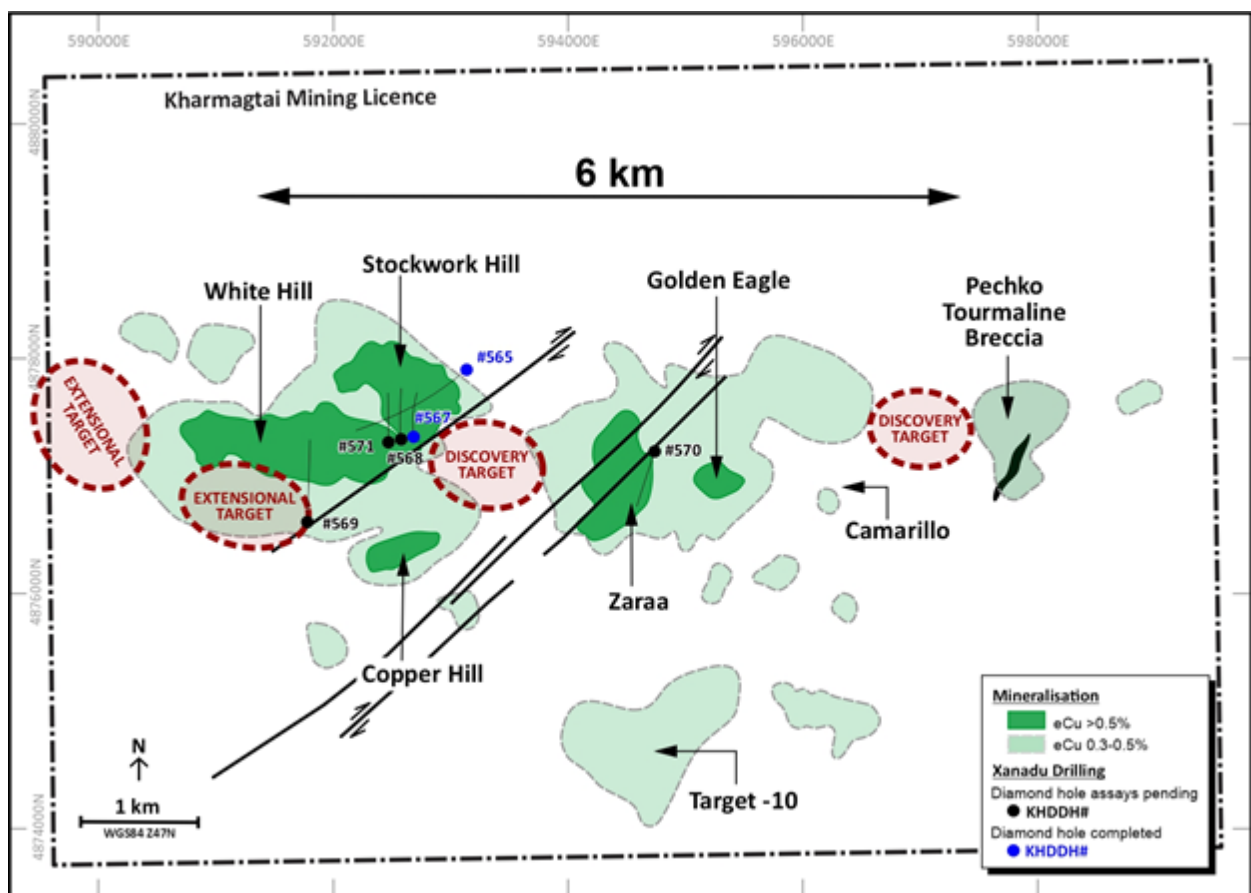 590000E
592000E
594000E
596000E
598000E
4880000N
4878000N
4876000N
4874000N
Kharmagtai Mining Licence
6 km
Stockwork Hill
White Hill
Golden Eagle
Pechko
Tourmaline
Breccia
#565
#567
#571
#568
#570
#569
EXTENSIONAL
TARGET
EXTENSIONAL
TARGET
DISCOVERY
TARGET
DISCOVERY
TARGET
Camarillo
Zaraa
Copper Hill
Target -10
N
1 km
WGS84 Z47N
Mineralisation
eCu >0.5%
eCu 0.3-0.5%
Xanadu Drilling
Diamond hole assays pending
KHDDH#
Diamond hole completed
KHDDH#